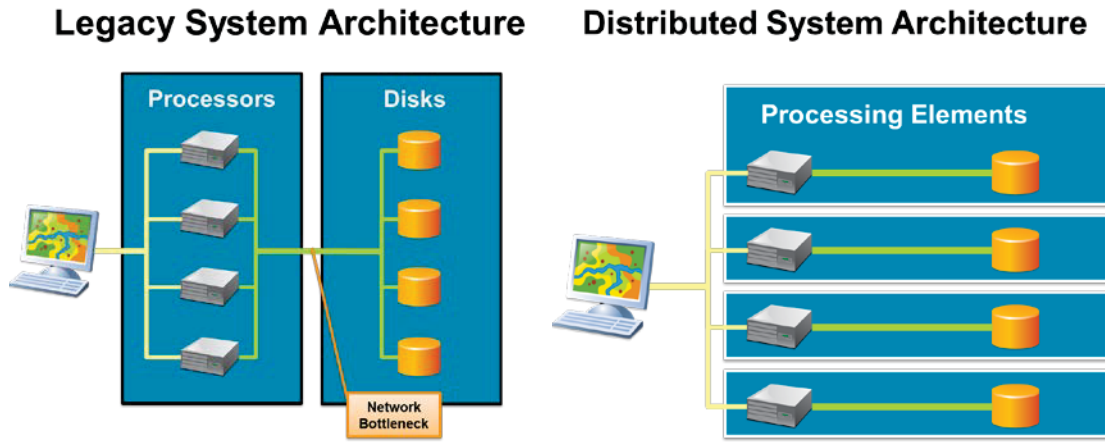 Legacy System Architecture
Processors
Disks
Network
Bottleneck
Distributed System Architecture
Processing Elements